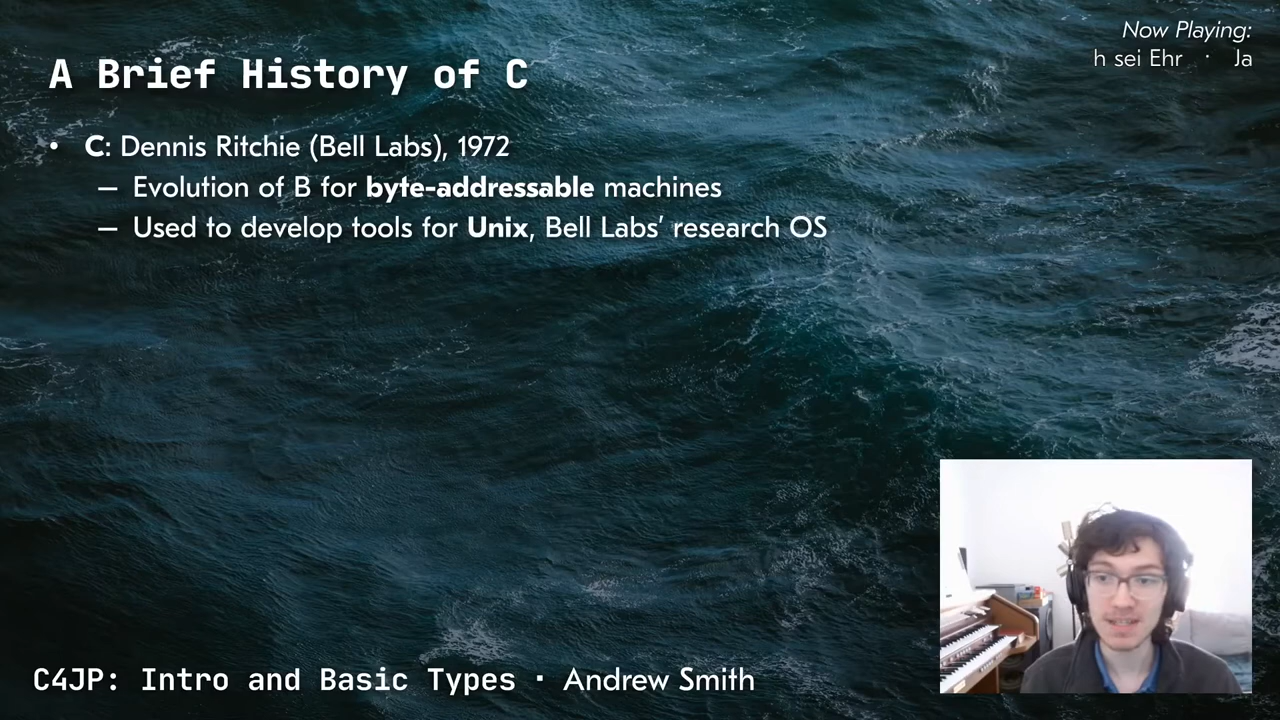 Now Playing:
h sei Ehr · Ja
A Brief History of C
• C: Dennis Ritchie (Bell Labs), 1972
– Evolution of B for byte-addressable machines
– Used to develop tools for Unix, Bell Labs’ research OS
C4JP: Intro and Basic Types · Andrew Smith